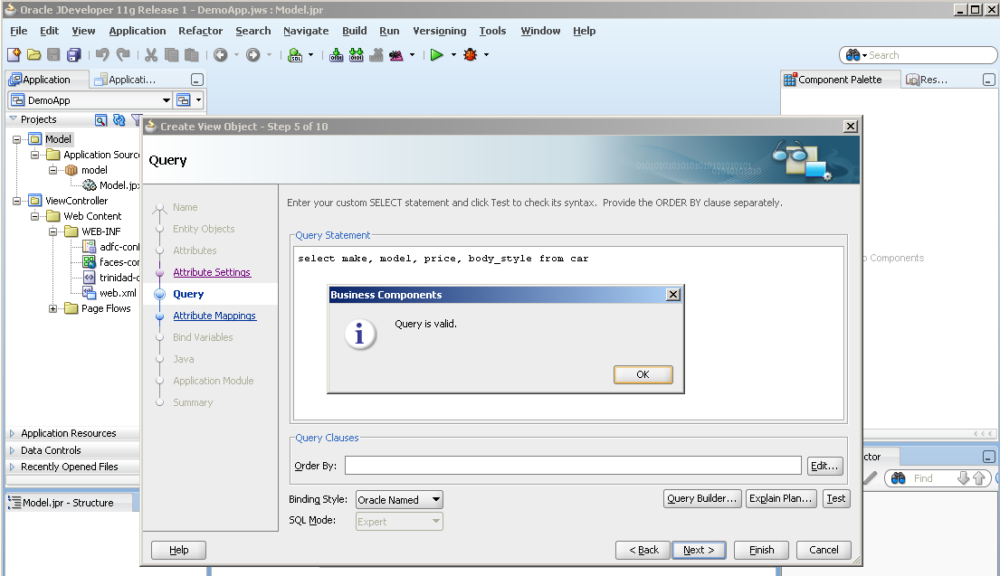 Oracle JDeveloper 11g Release 1 - DemoApp.jws : Model.jpr
File Edit View Application Refactor Search Navigate Build Run Versioning Tools Window Help
Search
Application Applicati...
Component Palette Res...
DemoApp
Projects
Model
Application Source
model
Model.jpx
ViewController
Web Content
WEB-INF
adfc-conf
faces-con
trinidad-c
web.xml
Page Flows
Application Resources
Data Controls
Recently Opened Files
Model.jpr - Structure
Create View Object - Step 5 of 10
Query
Name
Entity Objects
Attributes
Attribute Settings
Query
Attribute Mappings
Bind Variables
Java
Application Module
Summary
Enter your custom SELECT statement and click Test to check its syntax. Provide the ORDER BY clause separately.
Query Statement
select make, model, price, body_style from car
Business Components
Query is valid.
OK
Query Clauses
Order By: Edit...
Binding Style: Oracle Named
Query Builder... Explain Plan... Test
SQL Mode: Expert
Help < Back Next > Finish Cancel
o Components
ctor
Find